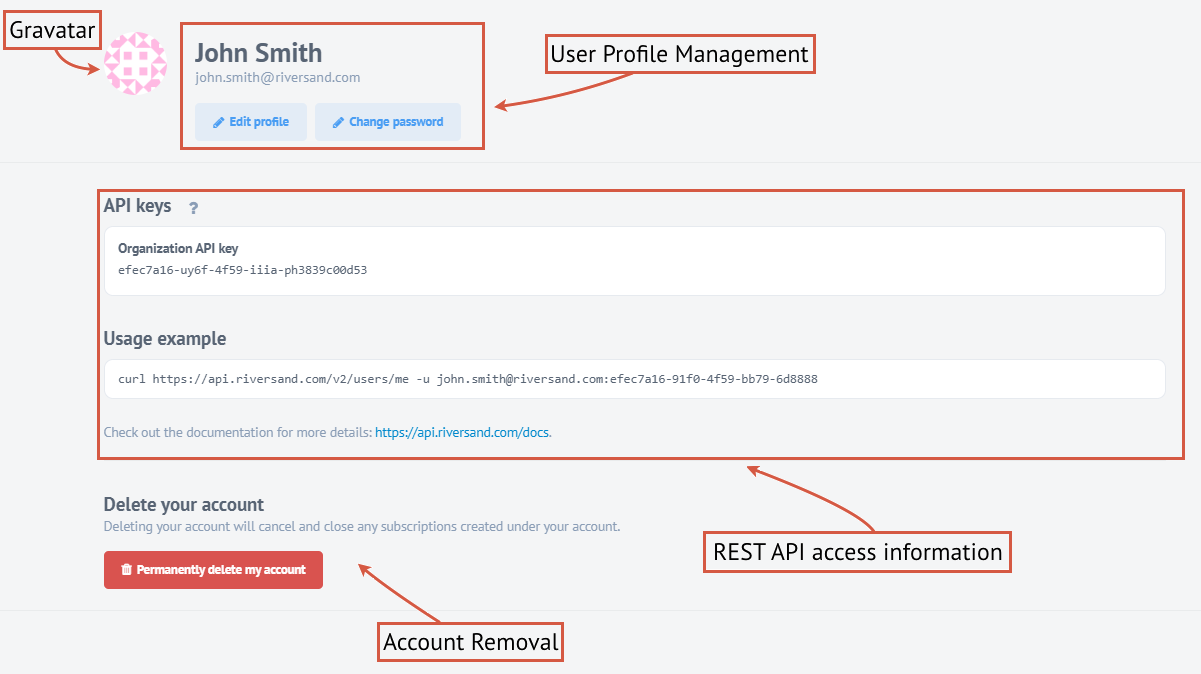 Gravatar
John Smith
john.smith@riversand.com
Edit profile
Change password
User Profile Management
API keys ?
Organization API key
efec7a16-uy6f-4f59-iiia-ph3839c00d53
Usage example
curl https://api.riversand.com/v2/users/me -u john.smith@riversand.com:efec7a16-91f0-4f59-bb79-6d8888
Check out the documentation for more details: https://api.riversand.com/docs.
Delete your account
Deleting your account will cancel and close any subscriptions created under your account.
REST API access information
Permanently delete my account
Account Removal